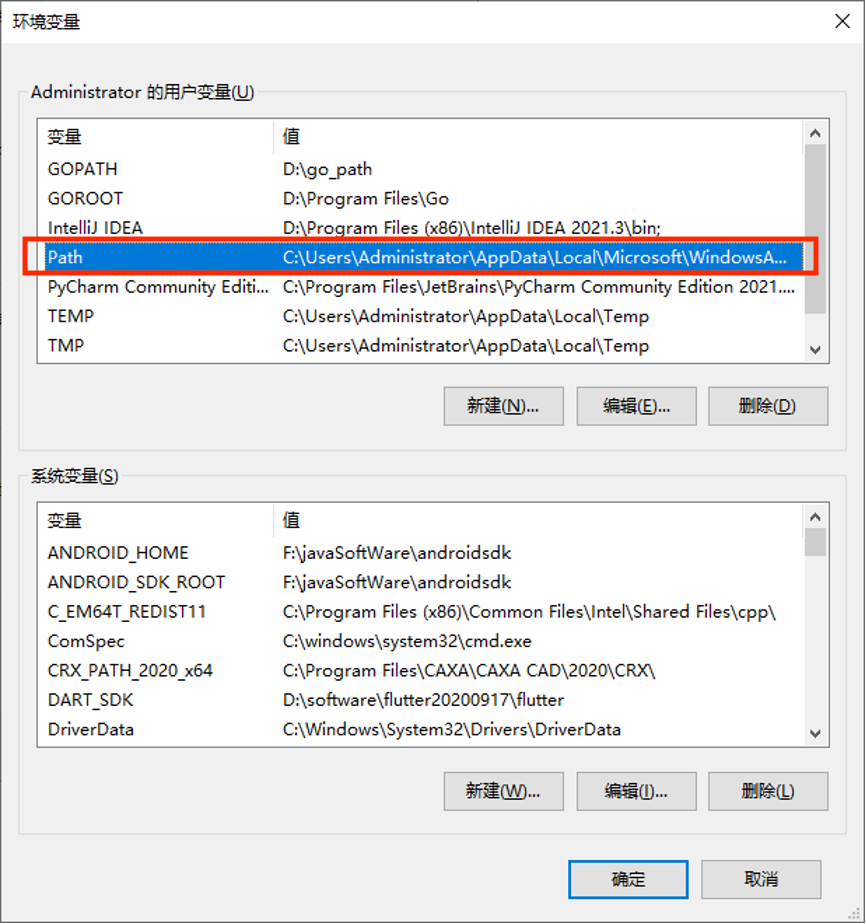 环境变量
Administrator 的用户变量(U)
变量 值
GOPATH D:\go_path
GOROOT D:\Program Files\Go
IntelliJ IDEA D:\Program Files (x86)\IntelliJ IDEA 2021.3\bin;
Path C:\Users\Administrator\AppData\Local\Microsoft\WindowsA...
PyCharm Community Editi... C:\Program Files\JetBrains\PyCharm Community Edition 2021....
TEMP C:\Users\Administrator\AppData\Local\Temp
TMP C:\Users\Administrator\AppData\Local\Temp
新建(N)... 编辑(E)... 删除(D)
系统变量(S)
变量 值
ANDROID_HOME F:\javaSoftWare\androidsdk
ANDROID_SDK_ROOT F:\javaSoftWare\androidsdk
C_EM64T_REDIST11 C:\Program Files (x86)\Common Files\Intel\Shared Files\cpp\
ComSpec C:\windows\system32\cmd.exe
CRX_PATH_2020_x64 C:\Program Files\CAXA\CAXA CAD\2020\CRX\
DART_SDK D:\software\flutter20200917\flutter
DriverData C:\Windows\System32\Drivers\DriverData
新建(W)... 编辑(I)... 删除(L)
确定 取消